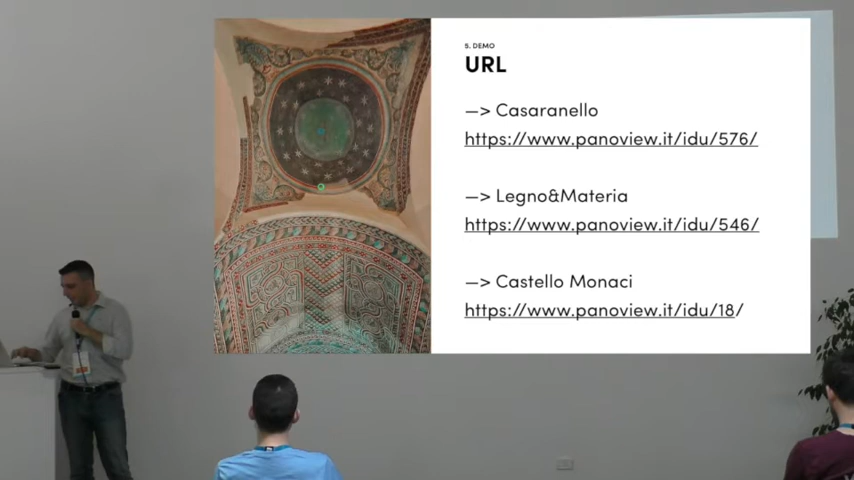 5. DEMO
URL
—> Casaranello
https://www.panoview.it/idu/576/
—> Legno&Materia
https://www.panoview.it/idu/546/
—> Castello Monaci
https://www.panoview.it/idu/18/